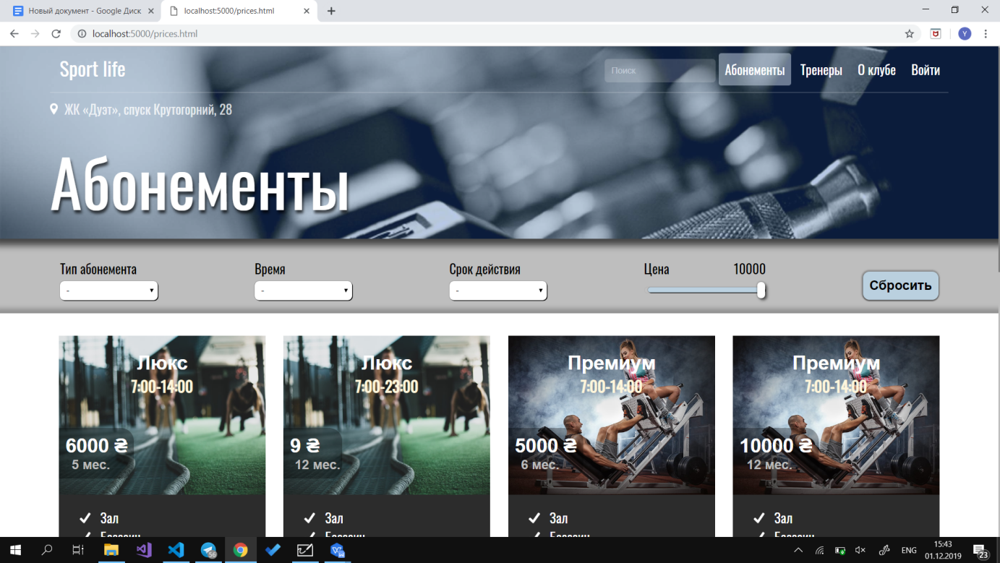 Новый документ - Google Диск
localhost:5000/prices.html
localhost:5000/prices.html
Y
Sport life
Поиск
Абонементы
Тренеры
О клубе
Войти
ЖК «Дуэт», спуск Крутогорний, 28
Абонементы
Тип абонемента
Время
Срок действия
Цена
10000
-
-
-
Сбросить
Люкс
7:00-14:00
6000 ₴
5 мес.
Зал
Люкс
7:00-23:00
9 ₴
12 мес.
Зал
Премиум
7:00-14:00
5000 ₴
6 мес.
Зал
Премиум
7:00-14:00
10000 ₴
12 мес.
Зал
56
ENG
15:43
01.12.2019
23